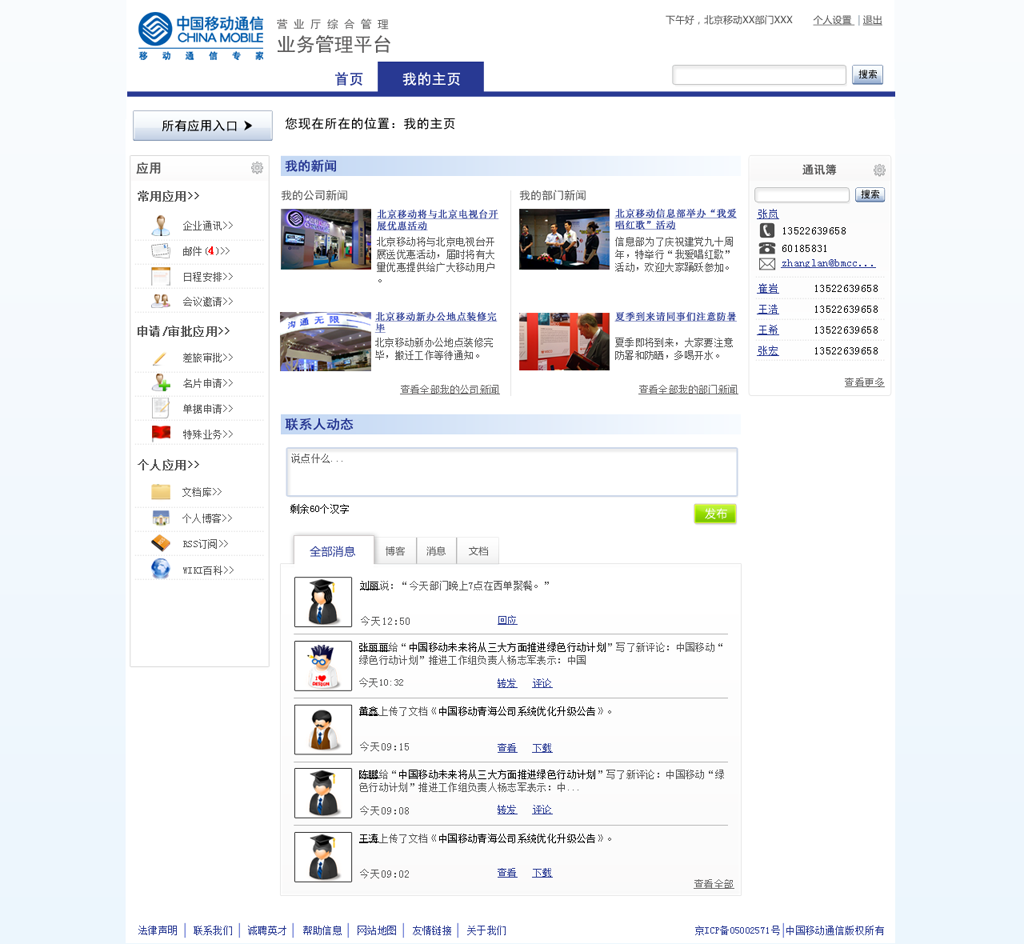 中国移动通信
CHINA MOBILE
移动通信专家
营业厅综合管理
业务管理平台
下午好，北京移动XX部门XXX 个人设置 | 退出
首页 我的主页
搜索
所有应用入口
您现在所在的位置：我的主页
应用
常用应用>>
企业通讯>>
邮件(4)>>
日程安排>>
会议邀请>>
申请/审批应用>>
差旅审批>>
名片申请>>
单据申请>>
特殊业务>>
个人应用>>
文档库>>
个人博客>>
RSS订阅>>
WIKI百科>>
我的新闻
我的公司新闻
北京移动将与北京电视台开
展优惠活动
北京移动将与北京电视台开
展送优惠活动，届时将有大
量优惠提供给广大移动用户
。
沟通无限
北京移动新办公地点装修完
毕
北京移动新办公地点装修完
毕，搬迁工作等待通知。
查看全部我的公司新闻
我的部门新闻
北京移动信息部举办“我爱
唱红歌”活动
信息部为了庆祝建党九十周
年，特举行“我爱唱红歌”
活动，欢迎大家踊跃参加。
夏季到来请同事们注意防暑
夏季即将到来，大家要注意
防署和防晒，多喝开水。
查看全部我的部门新闻
联系人动态
说点什么...
剩余60个汉字
发布
全部消息 博客 消息 文档
刘丽说：“今天部门晚上7点在西单聚餐。”
今天12:50 回应
I
DESIGN
张丽丽给“中国移动未来将从三大方面推进绿色行动计划”写了新评论：中国移动“
绿色行动计划”推进工作组负责人杨志军表示：中国
今天10:32 转发 评论
黄鑫上传了文档《中国移动青海公司系统优化升级公告》。
今天09:15 查看 下载
陈鹏给“中国移动未来将从三大方面推进绿色行动计划”写了新评论：中国移动“绿
色行动计划”推进工作组负责人杨志军表示：中...
今天09:08 转发 评论
王涛上传了文档《中国移动青海公司系统优化升级公告》。
今天09:02 查看 下载
查看全部
通讯簿
搜索
张岚
13522639658
60185831
zhanglan@bmcc...
崔岩 13522639658
王浩 13522639658
王希 13522639658
张宏 13522639658
查看更多
法律声明 | 联系我们 | 诚聘英才 | 帮助信息 | 网站地图 | 友情链接 | 关于我们
京ICP备05002571号|中国移动通信版权所有